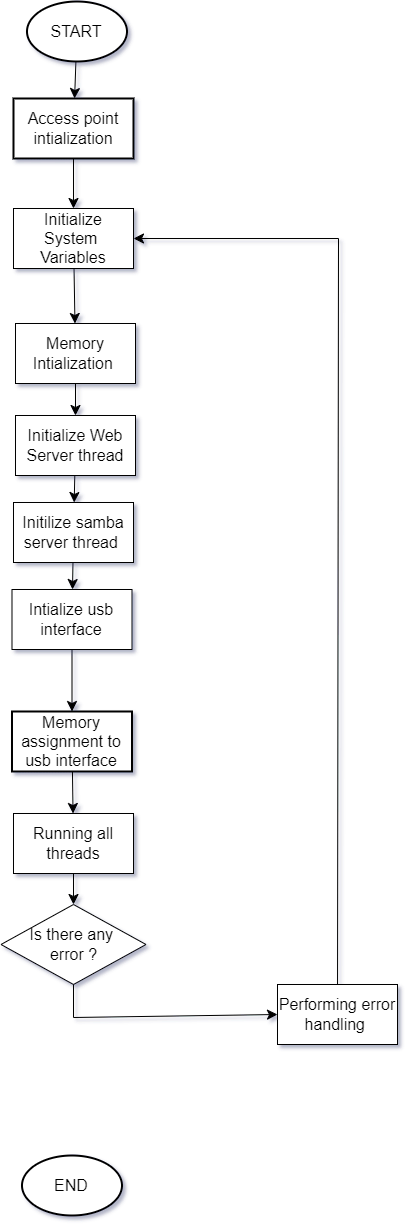 START
Access point
intialization
Initialize
System
Variables
Memory
Intialization
Initialize Web
Server thread
Initilize samba
server thread
Intialize usb
interface
Memory
assignment to
usb interface
Running all
threads
Is there any
error ?
Performing error
handling
END